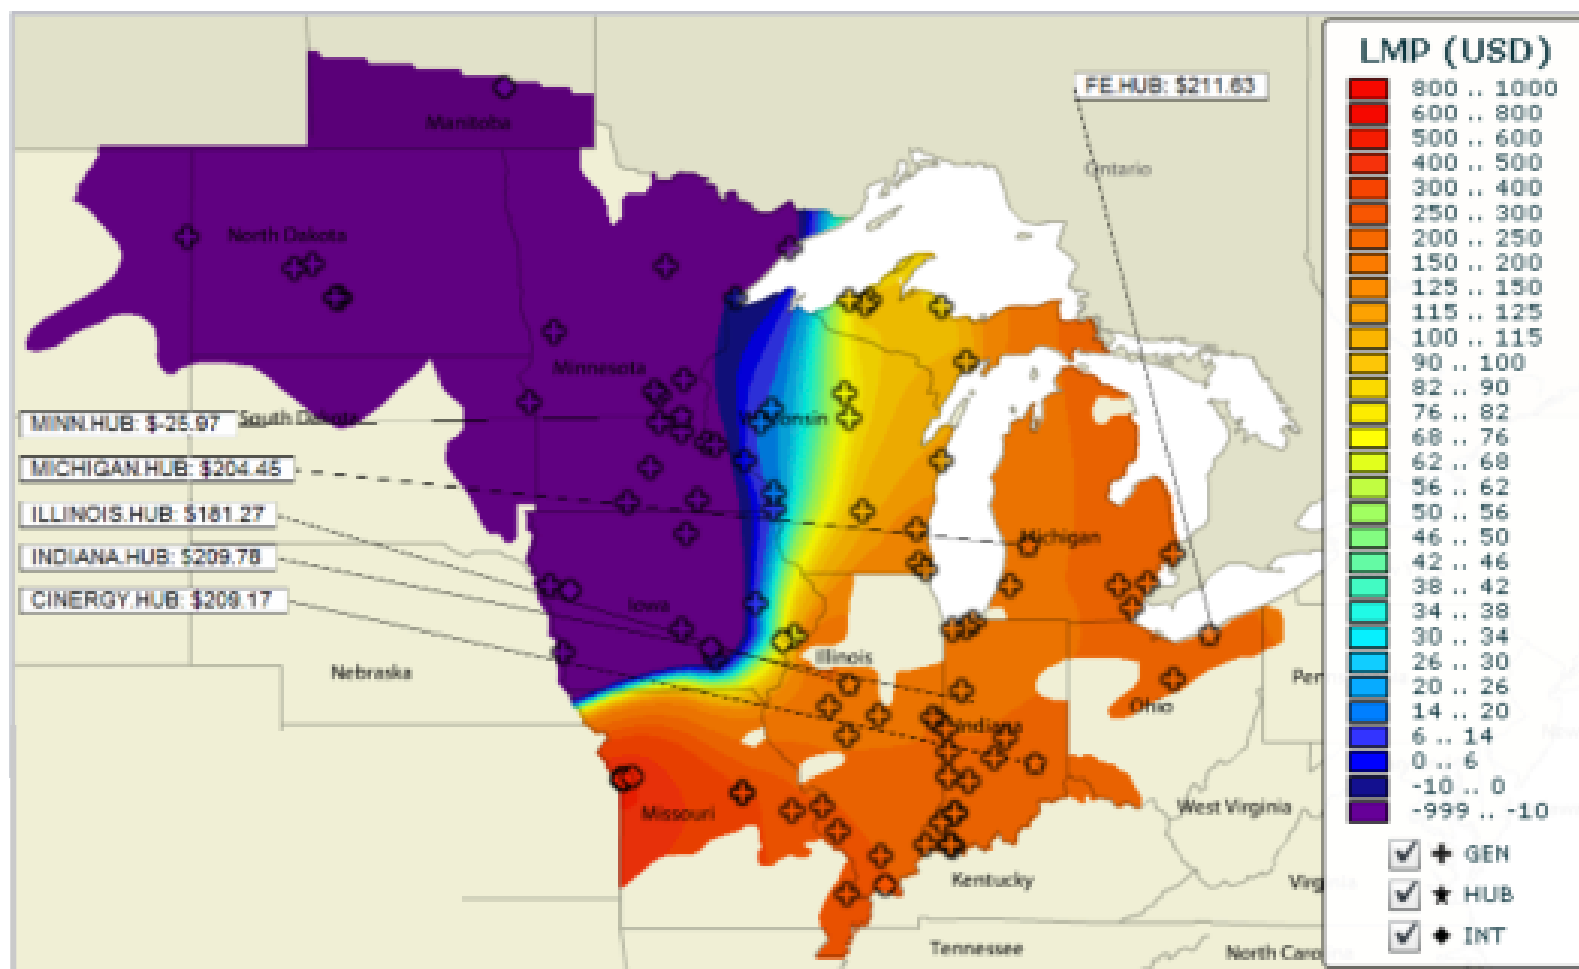 LMP (USD)
800 .. 1000
600 .. 800
500 .. 600
400 .. 500
300 .. 400
250 .. 300
200 .. 250
150 .. 200
125 .. 150
115 .. 125
100 .. 115
90 .. 100
82 .. 90
76 .. 82
68 .. 76
62 .. 68
56 .. 62
50 .. 56
46 .. 50
42 .. 46
38 .. 42
34 .. 38
30 .. 34
26 .. 30
20 .. 26
14 .. 20
6 .. 14
0 .. 6
-10 .. 0
-999 .. -10
GEN
HUB
INT
FE.HUB: $211.63
Manitoba
Ontario
North Dakota
Minnesota
MINN.HUB: $-25.97
South Dakota
MICHIGAN.HUB: $204.45
ILLINOIS.HUB: $181.27
Michigan
INDIANA.HUB: $209.78
CINERGY.HUB: $209.17
Iowa
Illinois
Nebraska
Ohio
Indiana
Missouri
West Virginia
Kentucky
Tennessee
North Caro